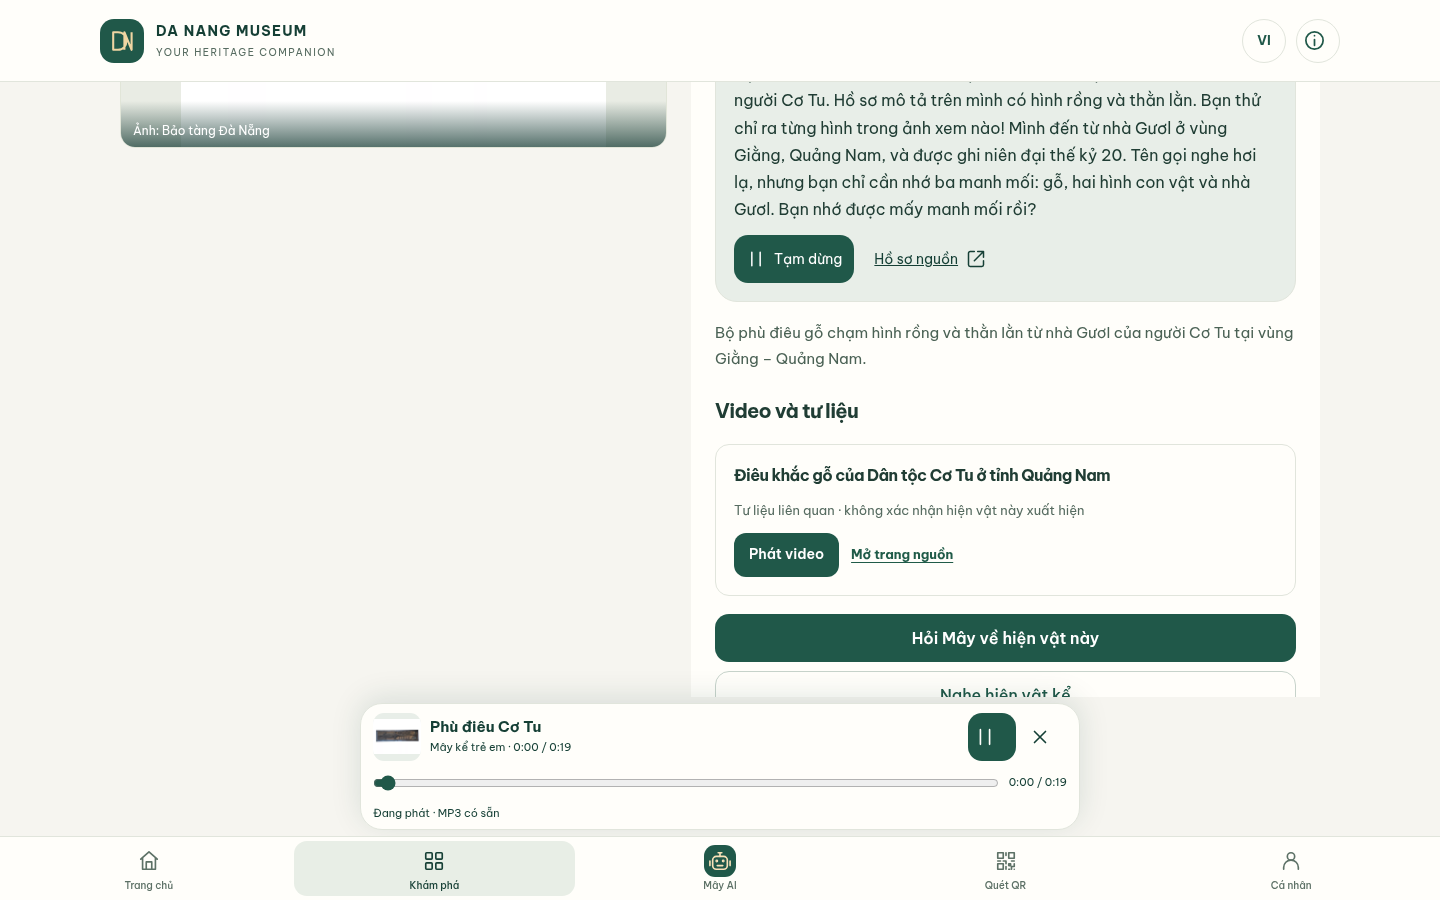 DA NANG MUSEUM
YOUR HERITAGE COMPANION
VI
Ảnh: Bảo tàng Đà Nẵng
người Cơ Tu. Hồ sơ mô tả trên mình có hình rồng và thằn lằn. Bạn thử
chỉ ra từng hình trong ảnh xem nào! Mình đến từ nhà Gươl ở vùng
Giằng, Quảng Nam, và được ghi niên đại thế kỷ 20. Tên gọi nghe hơi
lạ, nhưng bạn chỉ cần nhớ ba manh mối: gỗ, hai hình con vật và nhà
Gươl. Bạn nhớ được mấy manh mối rồi?
Tạm dừng
Hồ sơ nguồn
Bộ phù điêu gỗ chạm hình rồng và thằn lằn từ nhà Gươl của người Cơ Tu tại vùng
Giằng – Quảng Nam.
Video và tư liệu
Điêu khắc gỗ của Dân tộc Cơ Tu ở tỉnh Quảng Nam
Tư liệu liên quan · không xác nhận hiện vật này xuất hiện
Phát video
Mở trang nguồn
Hỏi Mây về hiện vật này
Nghe hiện vật kể
Phù điêu Cơ Tu
Mây kể trẻ em · 0:00 / 0:19
0:00 / 0:19
Đang phát · MP3 có sẵn
Trang chủ
Khám phá
Mây AI
Quét QR
Cá nhân